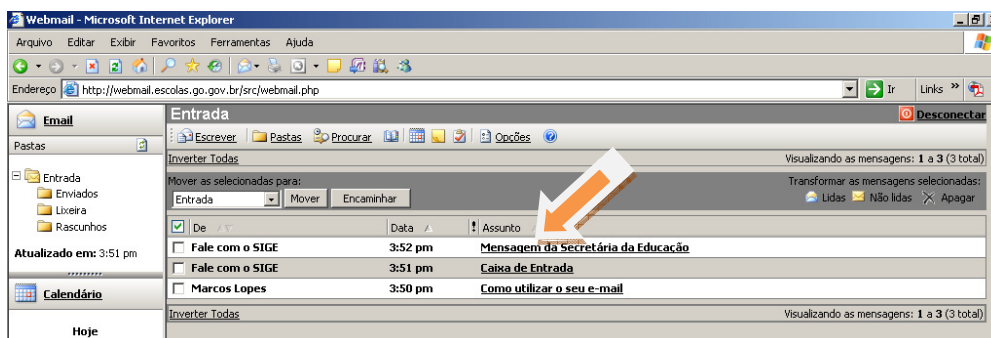 Webmail - Microsoft Internet Explorer
Arquivo Editar Exibir Favoritos Ferramentas Ajuda
Endereço http://webmail.escolas.go.gov.br/src/webmail.php Ir Links »
Email
Entrada
Desconectar
Escrever Pastas Procurar Opções
Pastas
Inverter Todas
Visualizando as mensagens: 1 a 3 (3 total)
Entrada
Enviados
Lixeira
Rascunhos
Atualizado em: 3:51 pm
Mover as selecionadas para:
Transformar as mensagens selecionadas:
Entrada Mover Encaminhar
Lidas Não lidas Apagar
De Data ! Assunto
Fale com o SIGE 3:52 pm Mensagem da Secretária da Educação
Fale com o SIGE 3:51 pm Caixa de Entrada
Marcos Lopes 3:50 pm Como utilizar o seu e-mail
Calendário
Inverter Todas
Visualizando as mensagens: 1 a 3 (3 total)
Hoje